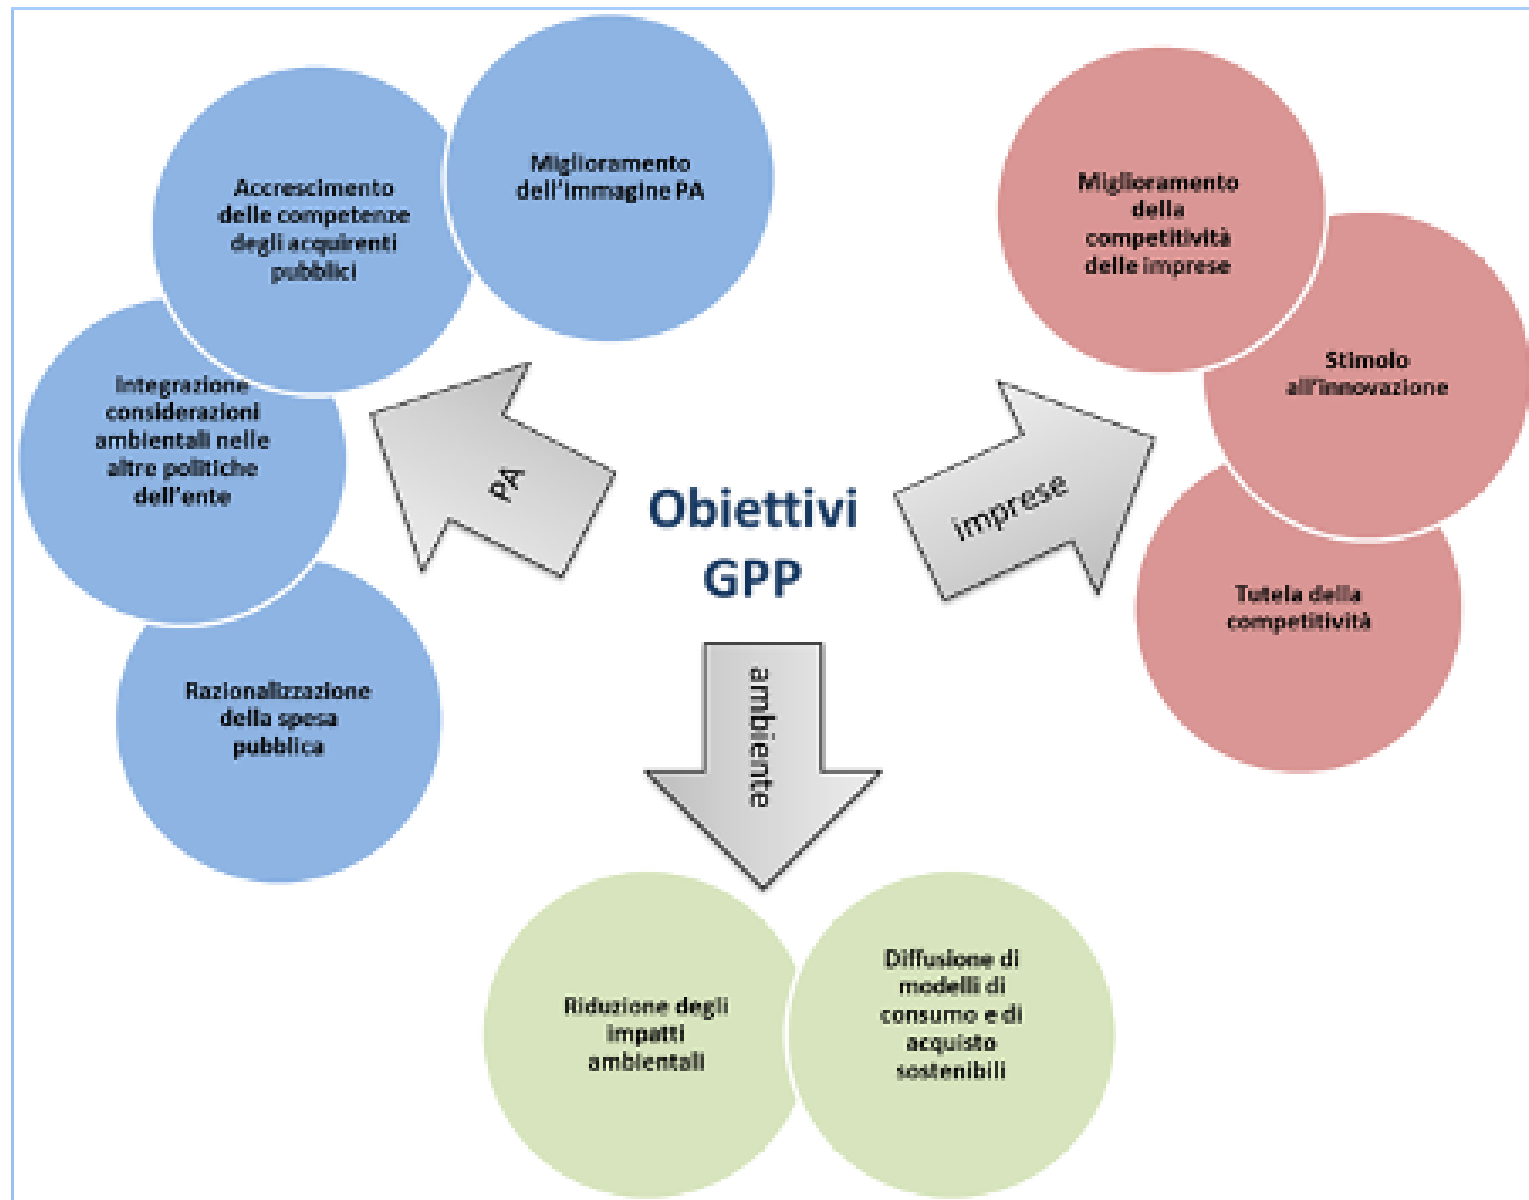 Miglioramento
dell'immagine PA
Accrescimento
delle competenze
degli acquirenti
pubblici
Integrazione
considerazioni
ambientali nelle
altre politiche
dell'ente
Razionalizzazione
della spesa
pubblica
PA
Obiettivi
GPP
imprese
ambiente
Miglioramento
della
competitività
delle imprese
Stimolo
all'innovazione
Tutela della
competitività
Riduzione degli
impatti
ambientali
Diffusione di
modelli di
consumo e di
acquisto
sostenibili